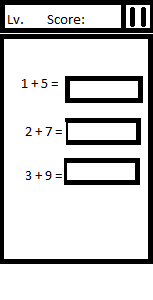 Lv. Score:
1 + 5 =
2 + 7 =
3 + 9 =